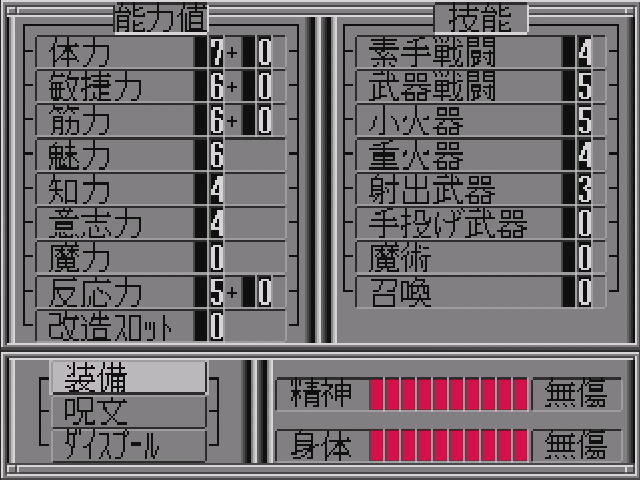 能力値
体力 7+ 0
敏捷力 6+ 0
筋力 6+ 0
魅力 6
知力 4
意志力 4
魔力 0
反応力 5+ 0
改造スロット 0
技能
素手戦闘 4
武器戦闘 5
小火器 5
重火器 4
射出武器 3
手投げ武器 0
魔術 0
召喚 0
装備
呪文
ダイスプール
精神 無傷
身体 無傷